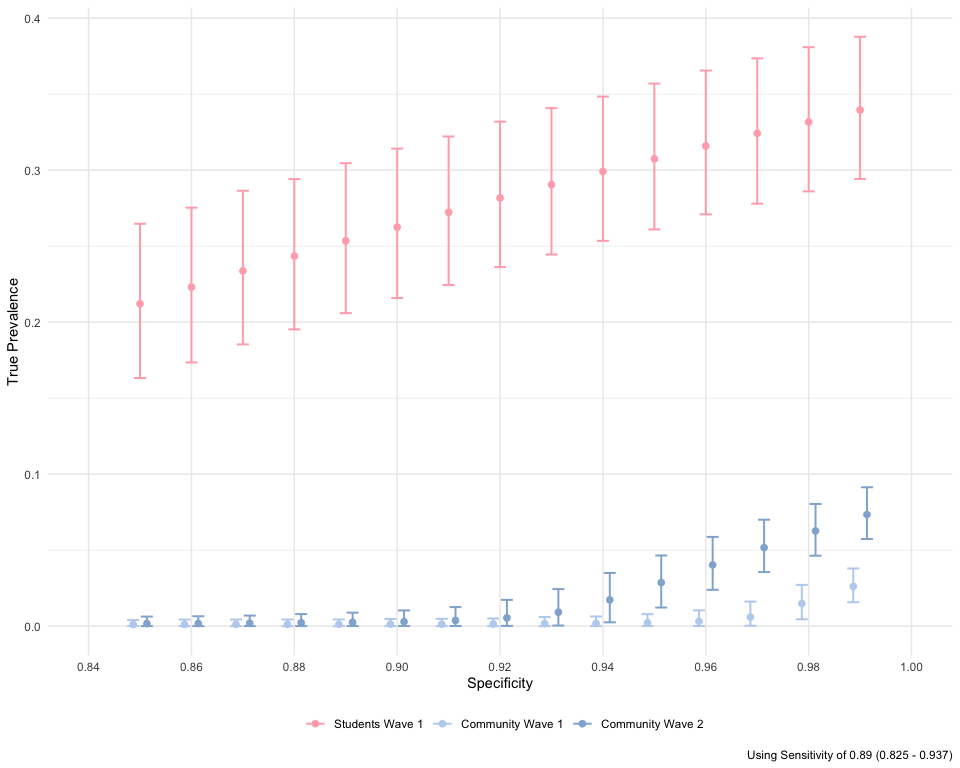 0.4
0.3
0.2
0.1
0.0
True Prevalence
0.84 0.86 0.88 0.90 0.92 0.94 0.96 0.98 1.00
Specificity
Students Wave 1 Community Wave 1 Community Wave 2
Using Sensitivity of 0.89 (0.825 - 0.937)